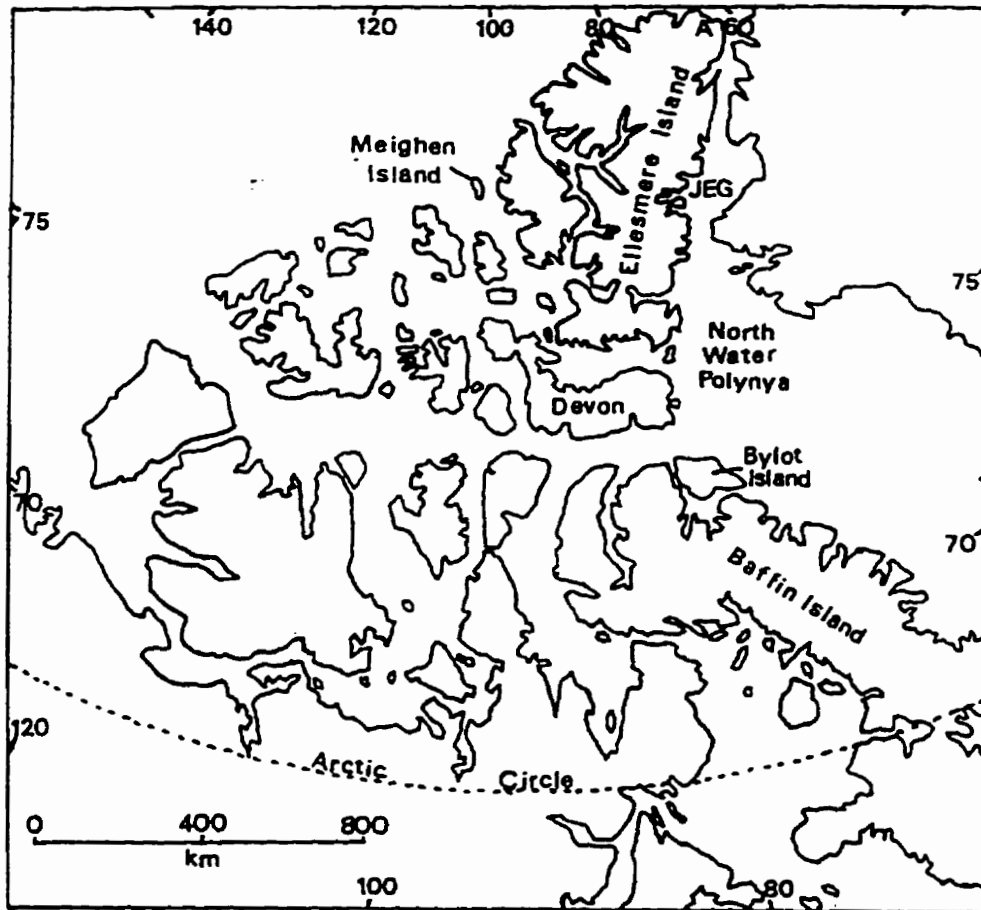 140
120
100
80
A 60
Meighen
Island
Ellesmere Island
JEG
75
75
North
Water
Polynya
Devon
Bylot
Island
70
70
Baffin Island
120
Arctic Circle
0 400 800
km
100
80